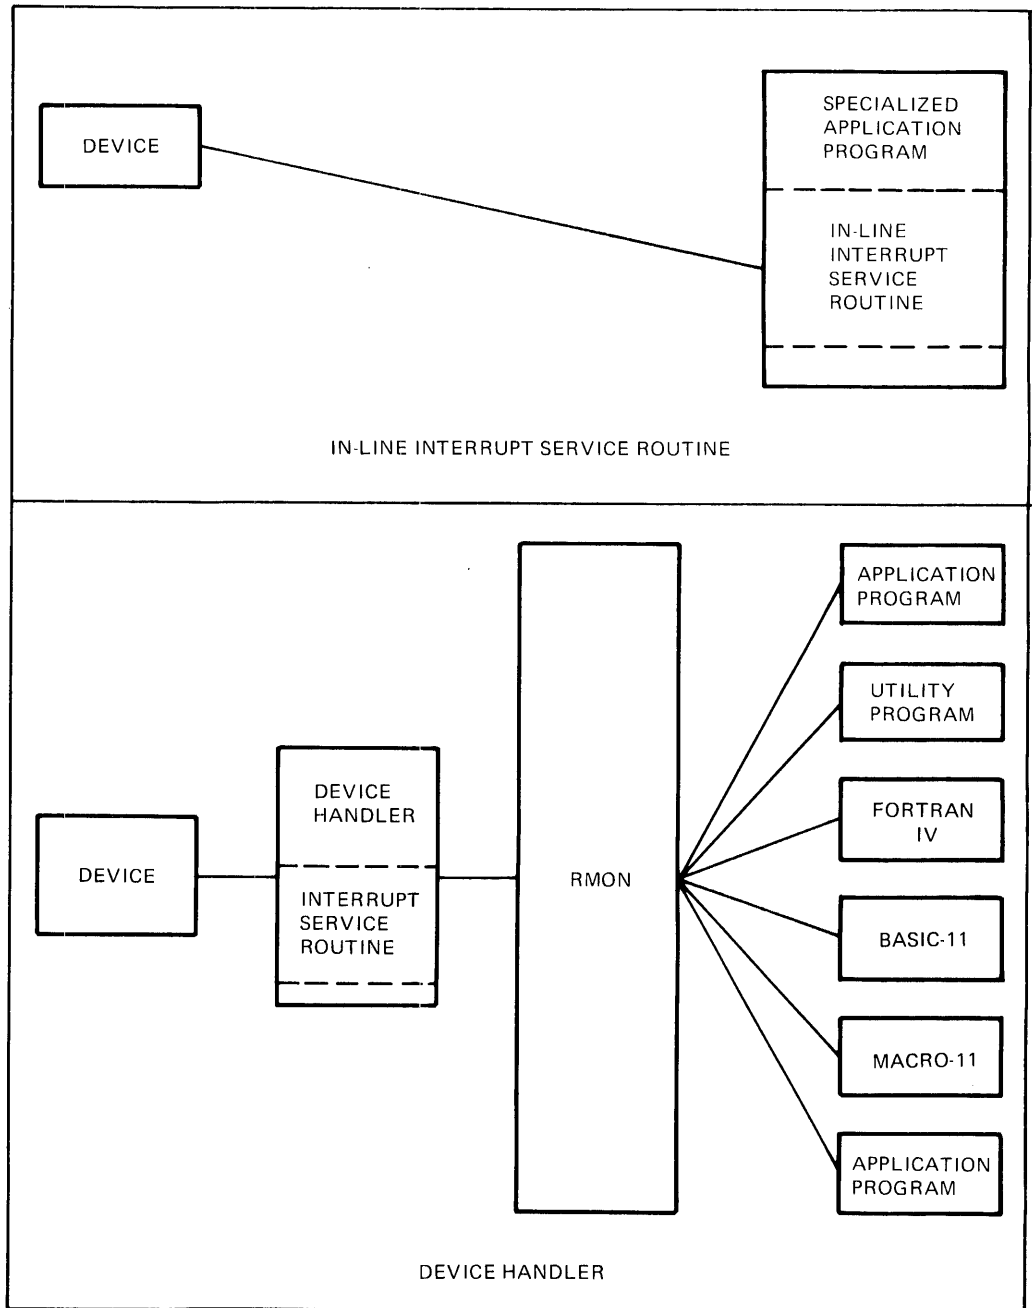 DEVICE
SPECIALIZED
APPLICATION
PROGRAM
IN-LINE
INTERRUPT
SERVICE
ROUTINE
IN-LINE INTERRUPT SERVICE ROUTINE
DEVICE
DEVICE
HANDLER
INTERRUPT
SERVICE
ROUTINE
RMON
APPLICATION
PROGRAM
UTILITY
PROGRAM
FORTRAN
IV
BASIC-11
MACRO-11
APPLICATION
PROGRAM
DEVICE HANDLER